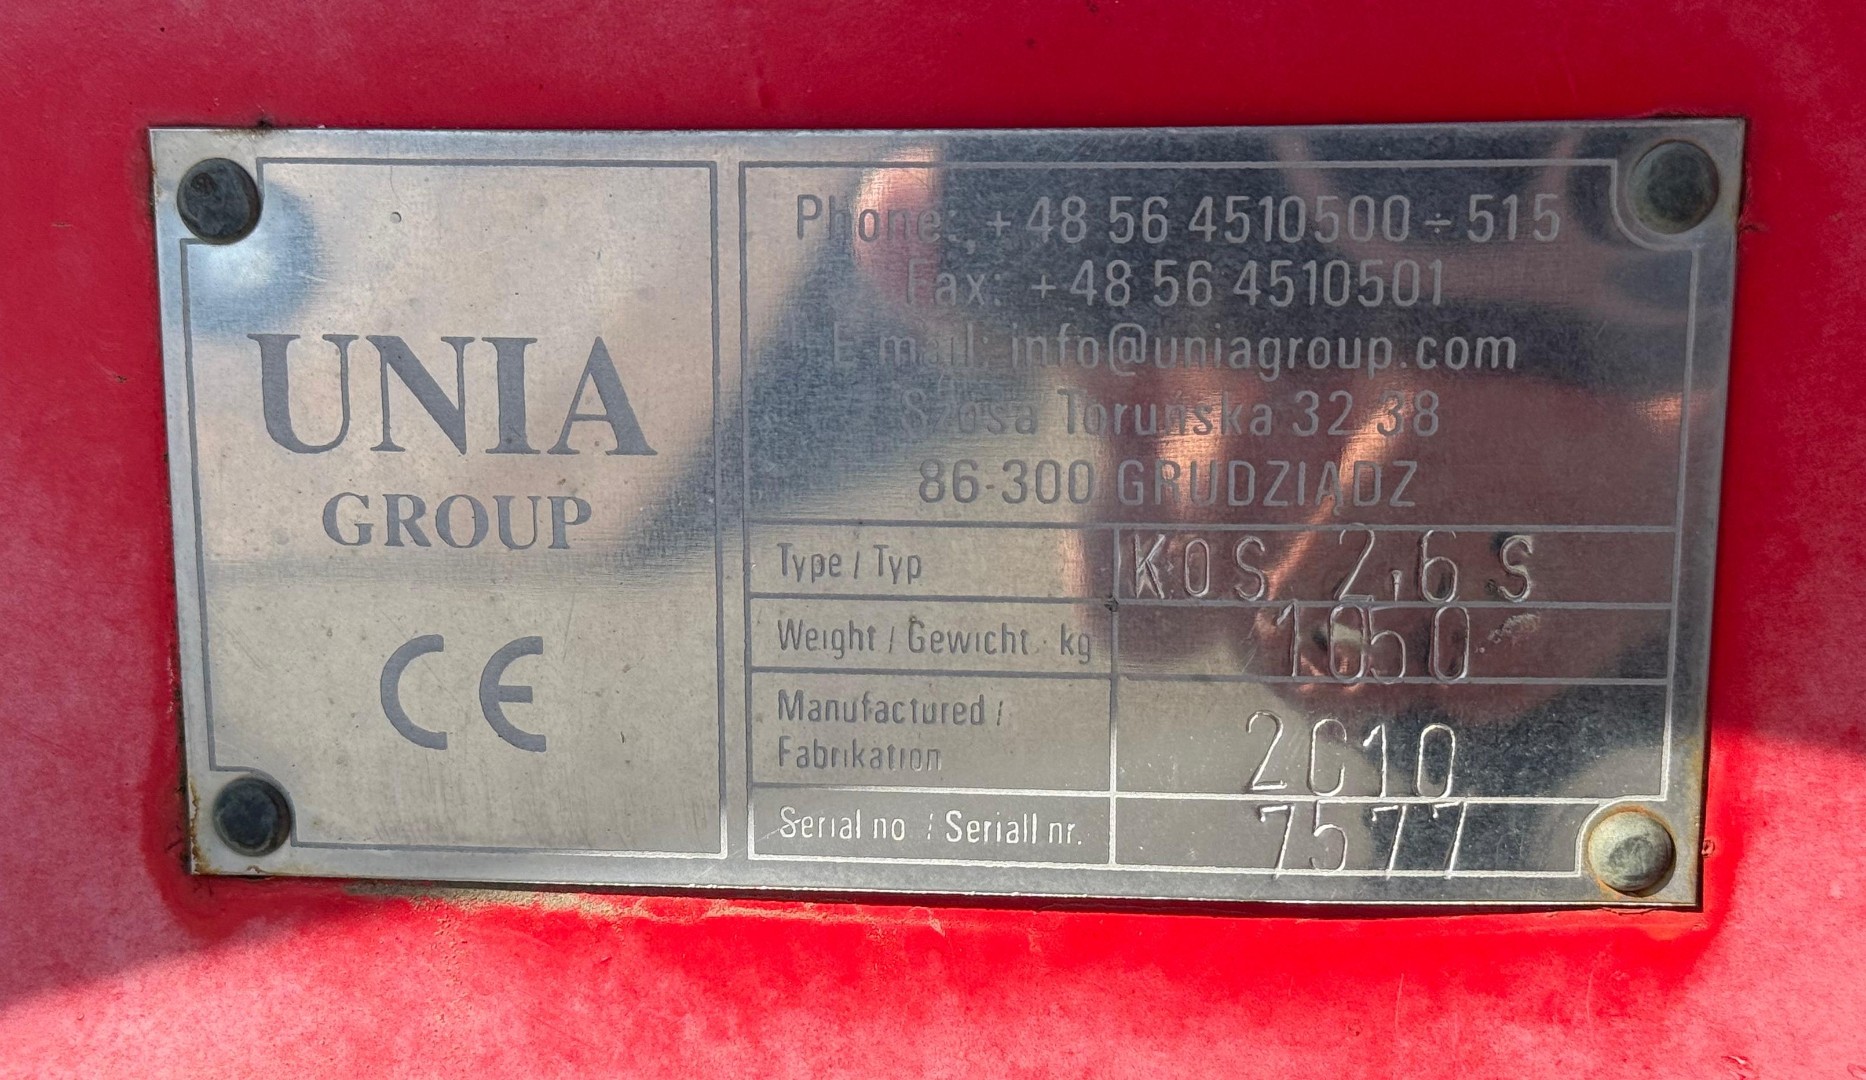 UNIA
GROUP
CE
Phone: +48 56 4510500÷515
Fax: +48 56 4510501
E-mail: info@uniagroup.com
Szosa Toruńska 32-38
86-300 GRUDZIĄDZ
Type / Typ KOS 2,6 S
Weight / Gewicht kg 1050
Manufactured /
Fabrikation 2010
Serial no / Seriall nr. 7577